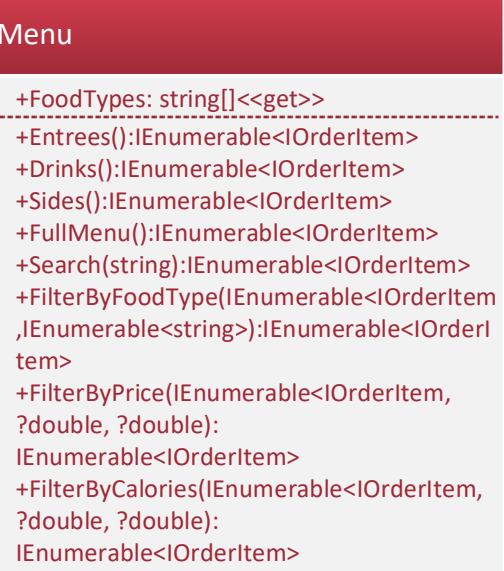 Menu
+FoodTypes: string[]<<get>>
+Entrees():IEnumerable<IOrderItem>
+Drinks():IEnumerable<IOrderItem>
+Sides():IEnumerable<IOrderItem>
+FullMenu():IEnumerable<IOrderItem>
+Search(string):IEnumerable<IOrderItem>
+FilterByFoodType(IEnumerable<IOrderItem
,IEnumerable<string>):IEnumerable<IOrderI
tem>
+FilterByPrice(IEnumerable<IOrderItem,
?double, ?double):
IEnumerable<IOrderItem>
+FilterByCalories(IEnumerable<IOrderItem,
?double, ?double):
IEnumerable<IOrderItem>